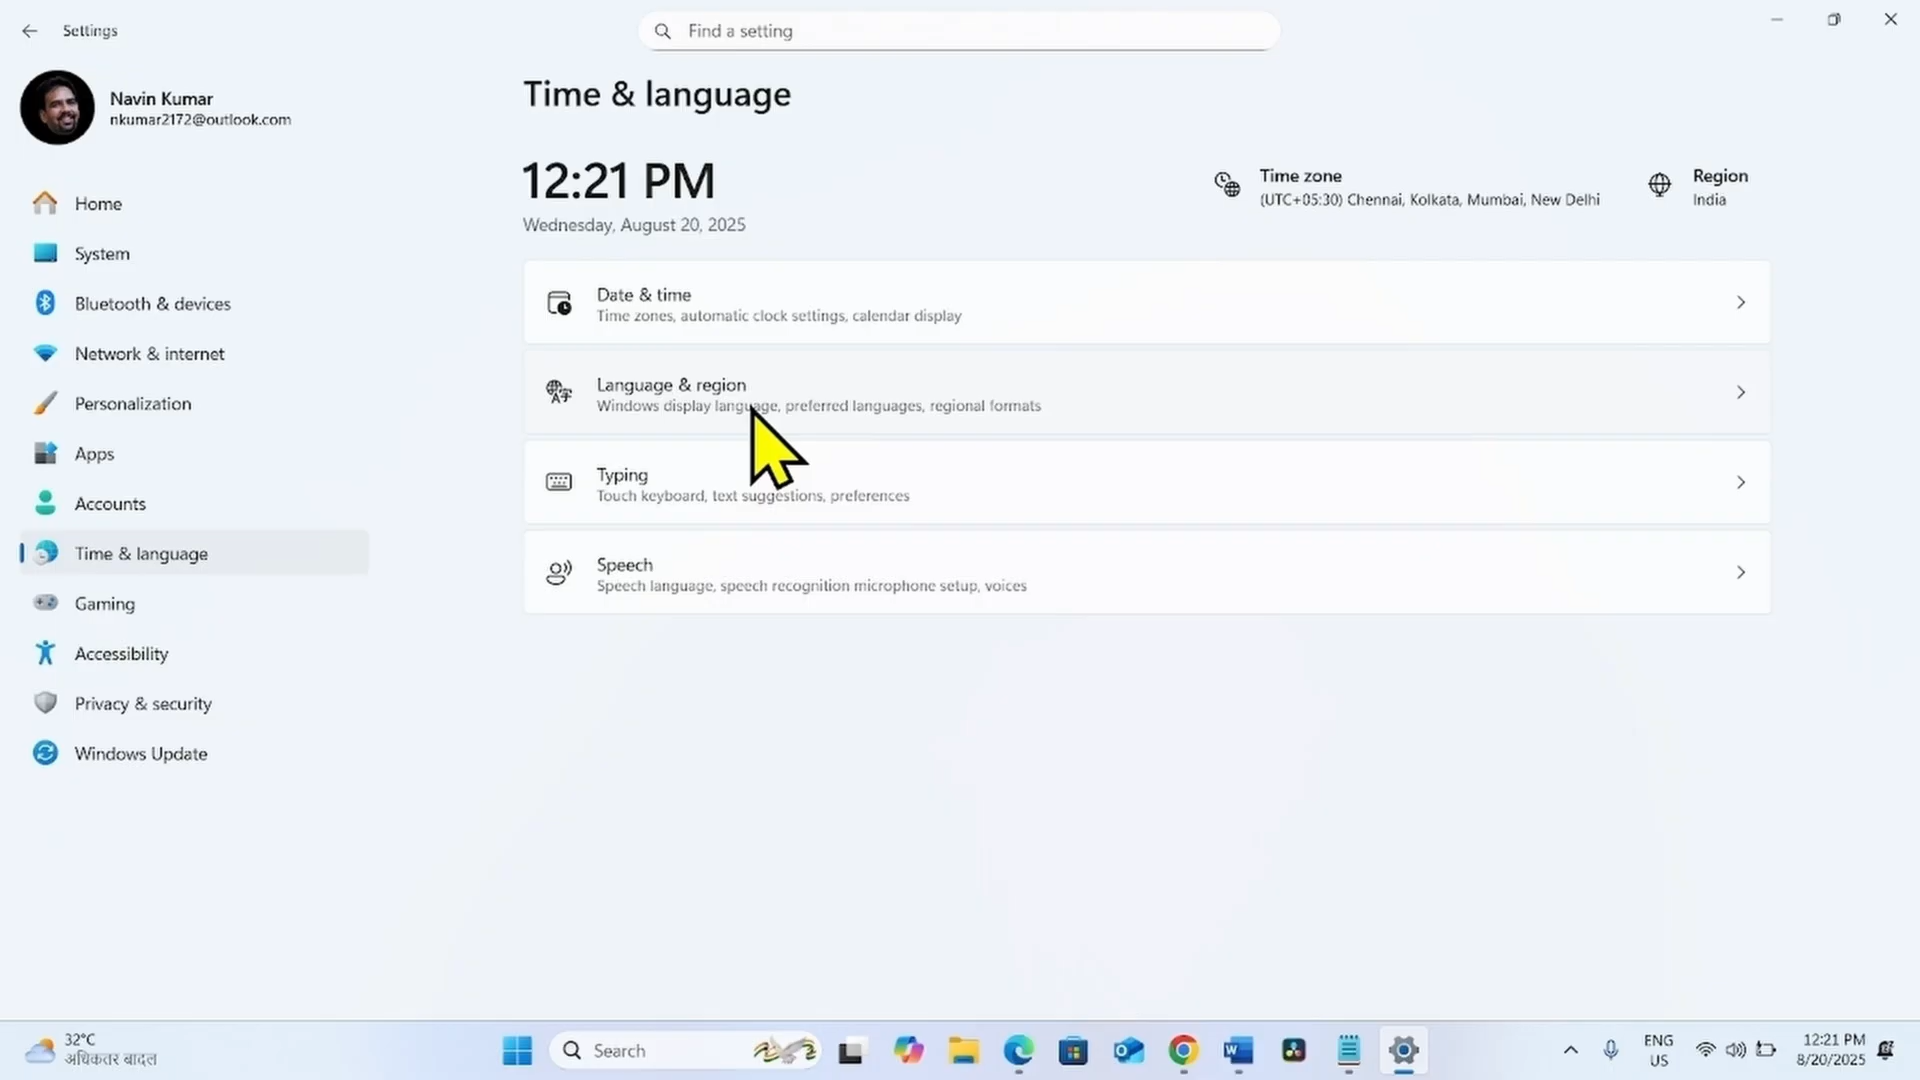 Settings
Find a setting
Navin Kumar
nkumar2172@outlook.com
Home
System
Bluetooth & devices
Network & internet
Personalization
Apps
Accounts
Time & language
Gaming
Accessibility
Privacy & security
Windows Update
Time & language
12:21 PM
Wednesday, August 20, 2025
Time zone
(UTC+05:30) Chennai, Kolkata, Mumbai, New Delhi
Region
India
Date & time
Time zones, automatic clock settings, calendar display
Language & region
Windows display language, preferred languages, regional formats
Typing
Touch keyboard, text suggestions, preferences
Speech
Speech language, speech recognition microphone setup, voices
32°C
अधिकतर बादल
Search
ENG
US
12:21 PM
8/20/2025